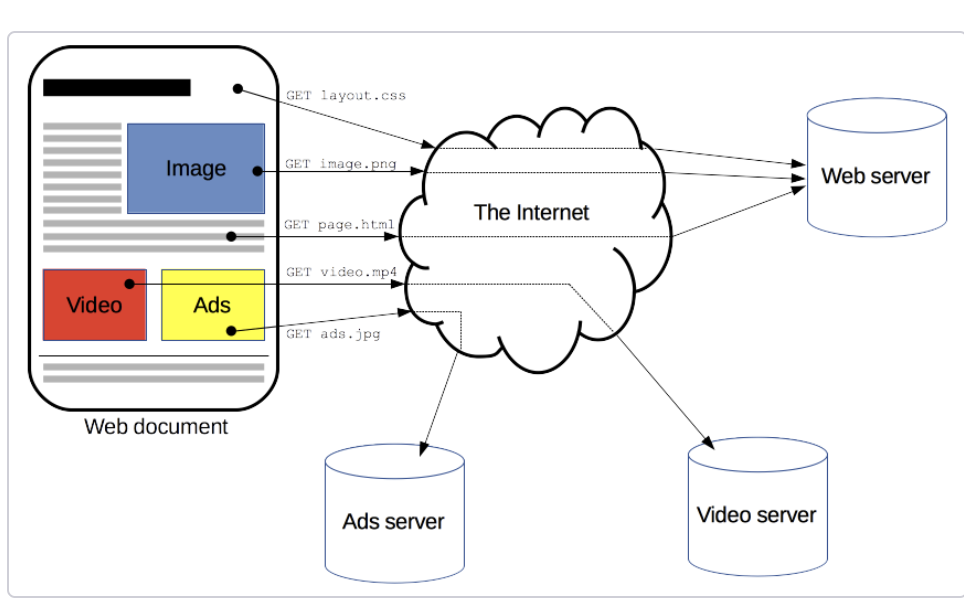 GET layout.css
Image
GET image.png
The Internet
Web server
GET page.html
GET video.mp4
Video
Ads
GET ads.jpg
Web document
Ads server
Video server